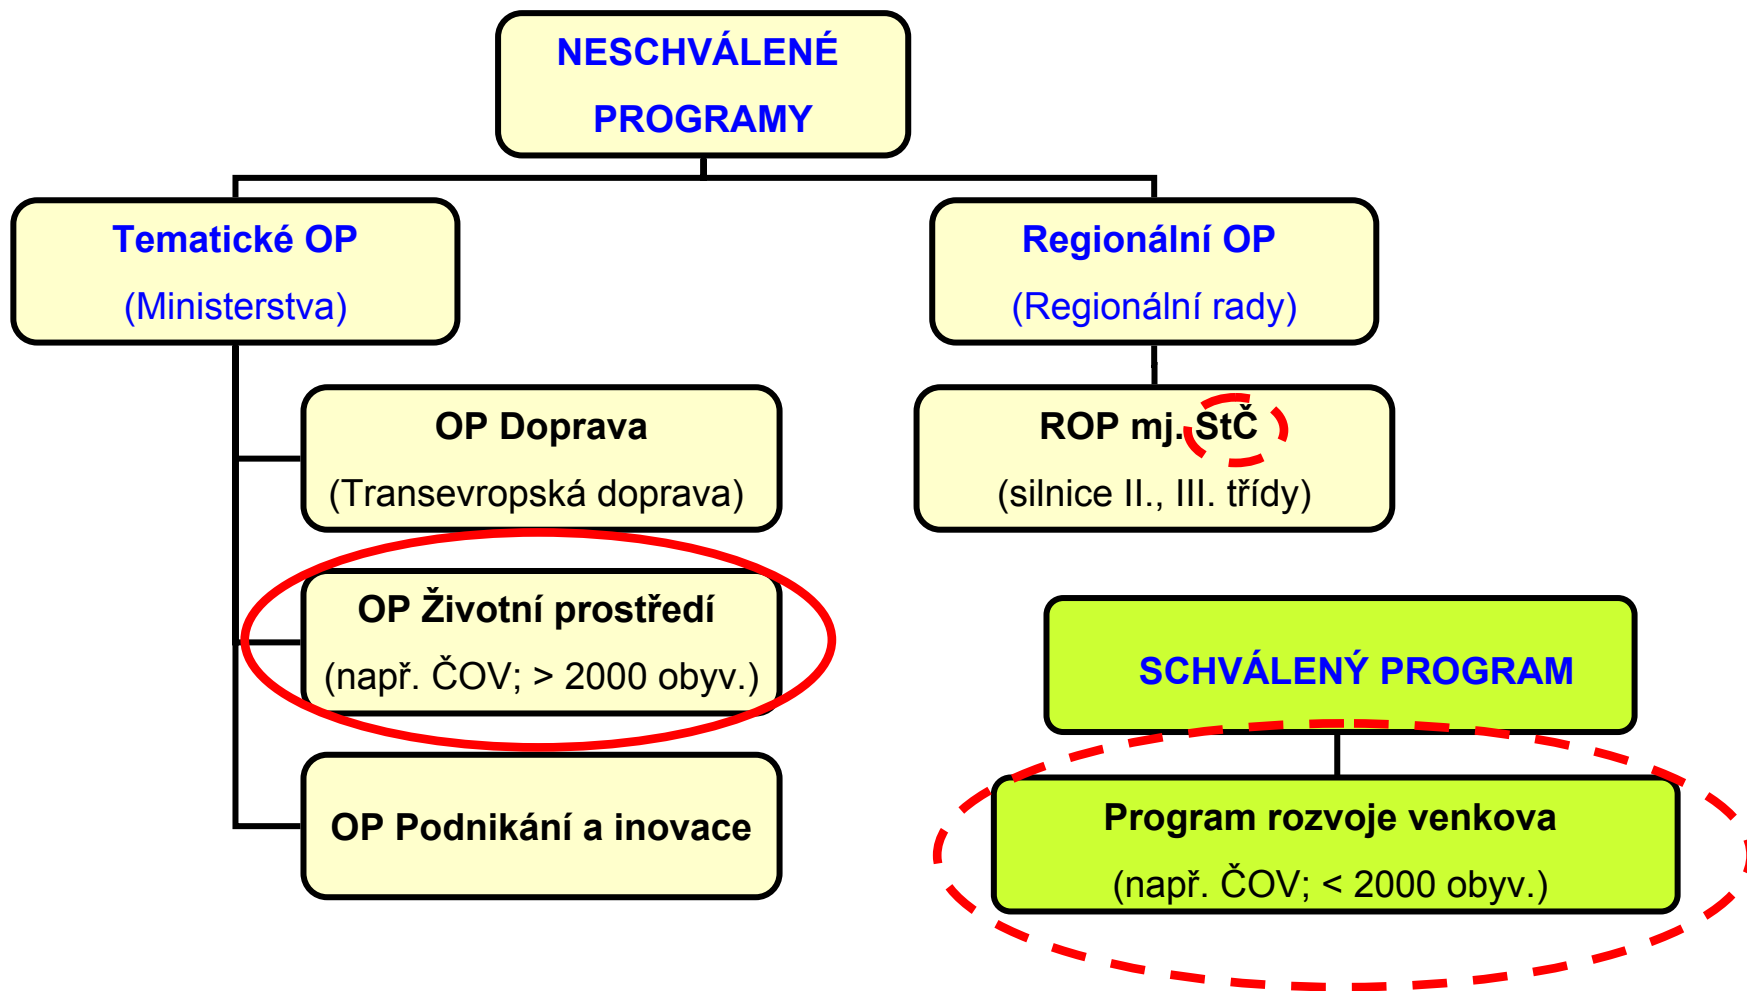 NESCHVÁLENÉ
PROGRAMY
Tematické OP
(Ministerstva)
Regionální OP
(Regionální rady)
OP Doprava
(Transevropská doprava)
ROP mj. StČ
(silnice II., III. třídy)
OP Životní prostředí
(např. ČOV; > 2000 obyv.)
SCHVÁLENÝ PROGRAM
OP Podnikání a inovace
Program rozvoje venkova
(např. ČOV; < 2000 obyv.)